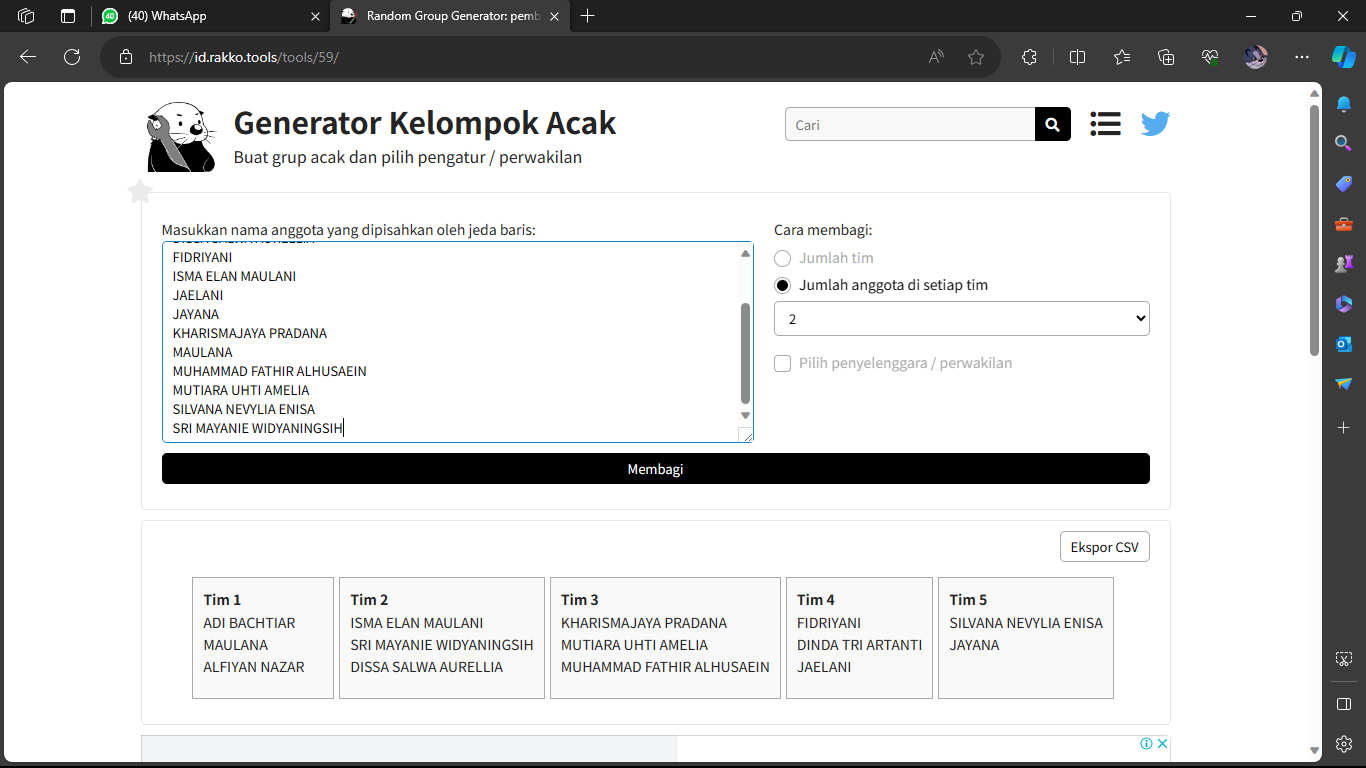 40
(40) WhatsApp
Random Group Generator: pemb
https://id.rakko.tools/tools/59/
Generator Kelompok Acak
Buat grup acak dan pilih pengatur / perwakilan
Cari
Masukkan nama anggota yang dipisahkan oleh jeda baris:
FIDRIYANI
ISMA ELAN MAULANI
JAELANI
JAYANA
KHARISMAJAYA PRADANA
MAULANA
MUHAMMAD FATHIR ALHUSAEIN
MUTIARA UHTI AMELIA
SILVANA NEVYLIA ENISA
SRI MAYANIE WIDYANINGSIH
Cara membagi:
Jumlah tim
Jumlah anggota di setiap tim
2
Pilih penyelenggara / perwakilan
Membagi
Ekspor CSV
Tim 1
ADI BACHTIAR
MAULANA
ALFIYAN NAZAR
Tim 2
ISMA ELAN MAULANI
SRI MAYANIE WIDYANINGSIH
DISSA SALWA AURELLIA
Tim 3
KHARISMAJAYA PRADANA
MUTIARA UHTI AMELIA
MUHAMMAD FATHIR ALHUSAEIN
Tim 4
FIDRIYANI
DINDA TRI ARTANTI
JAELANI
Tim 5
SILVANA NEVYLIA ENISA
JAYANA